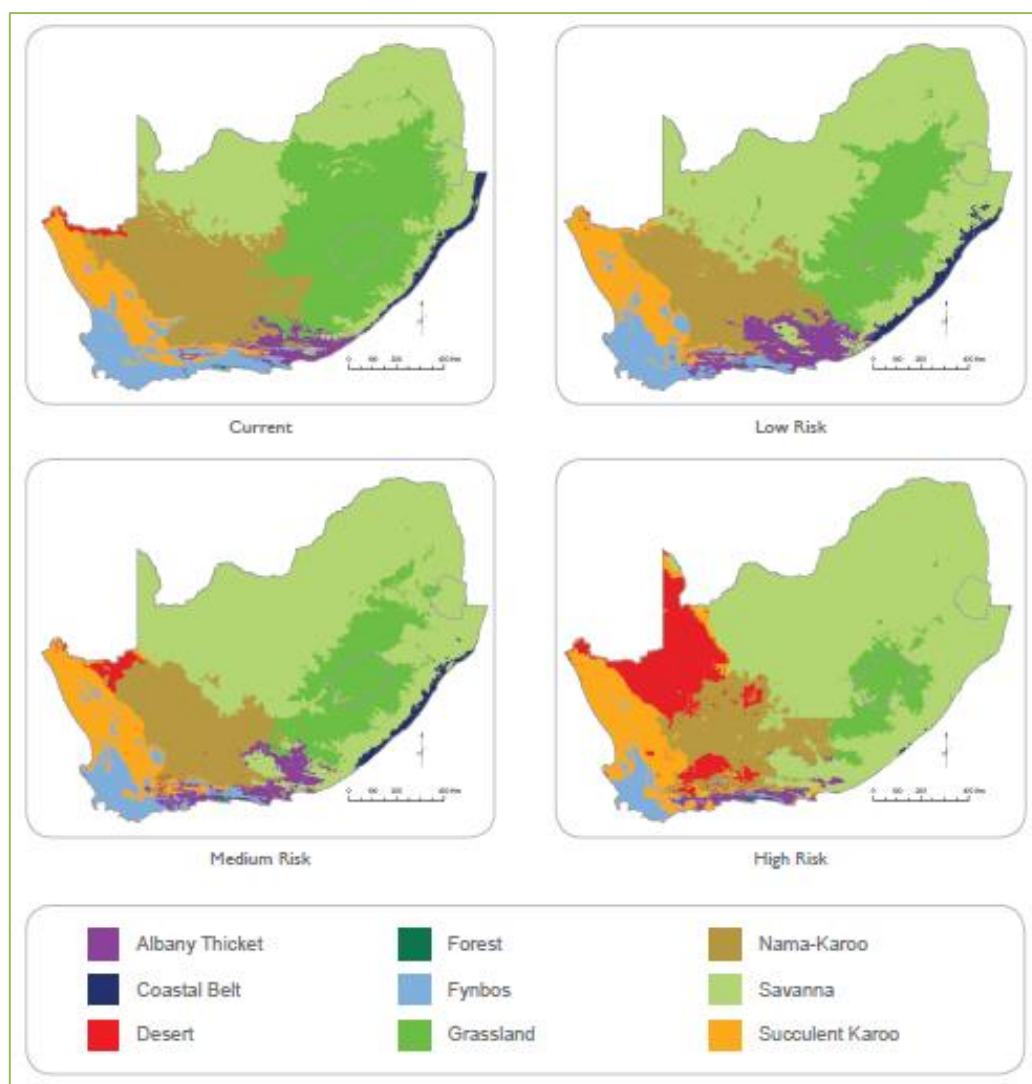 Current
Low Risk
Medium Risk
High Risk
Albany Thicket
Forest
Nama-Karoo
Coastal Belt
Fynbos
Savanna
Desert
Grassland
Succulent Karoo